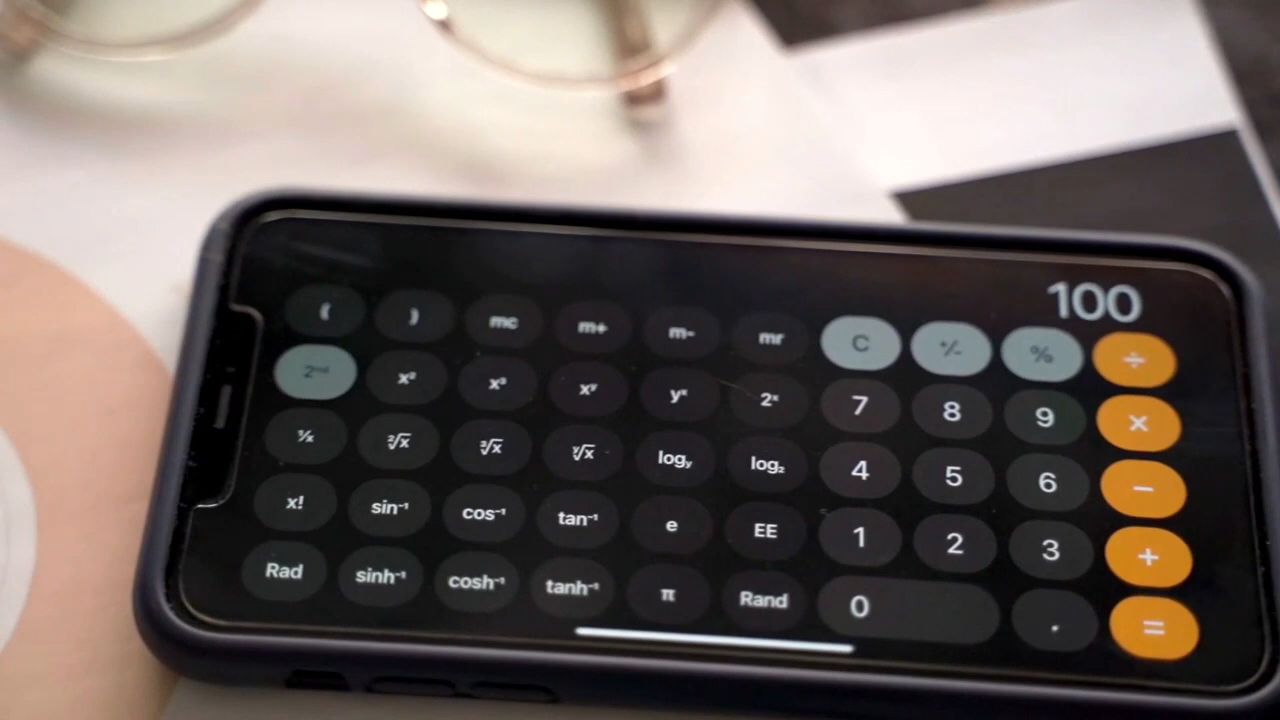 100
( ) mc m+ m- mr C +/- % ÷
2ⁿᵈ x² x³ xʸ yˣ 2ˣ 7 8 9 ×
¹/x ²√x ³√x ʸ√x logᵧ log₂ 4 5 6 −
x! sin⁻¹ cos⁻¹ tan⁻¹ e EE 1 2 3 +
Rad sinh⁻¹ cosh⁻¹ tanh⁻¹ π Rand 0 , =